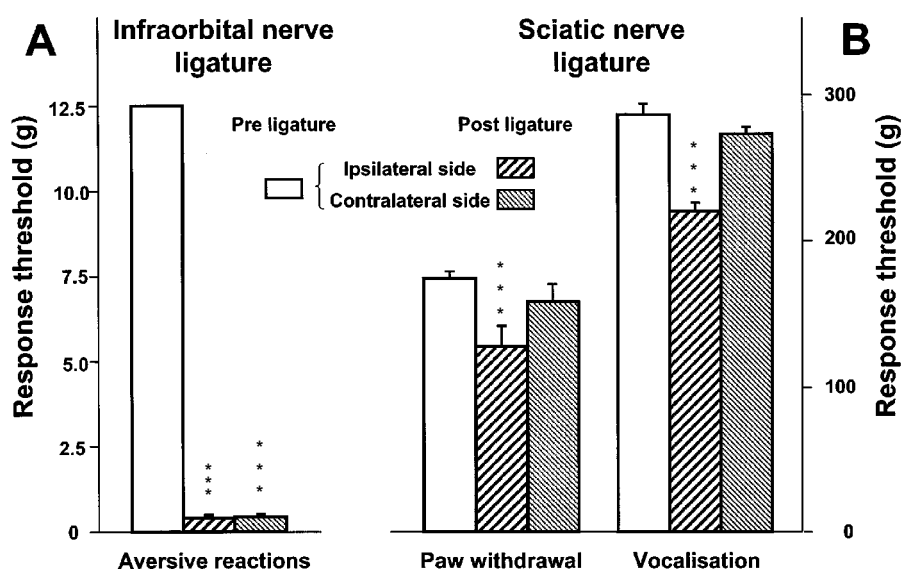 A
Infraorbital nerve
ligature
Sciatic nerve
ligature
B
Response threshold (g)
12.5
10.0
7.5
5.0
2.5
0
Pre ligature
Post ligature
Ipsilateral side
Contralateral side
* * *
* * *
* * *
* * *
300
200
100
0
Response threshold (g)
Aversive reactions
Paw withdrawal
Vocalisation